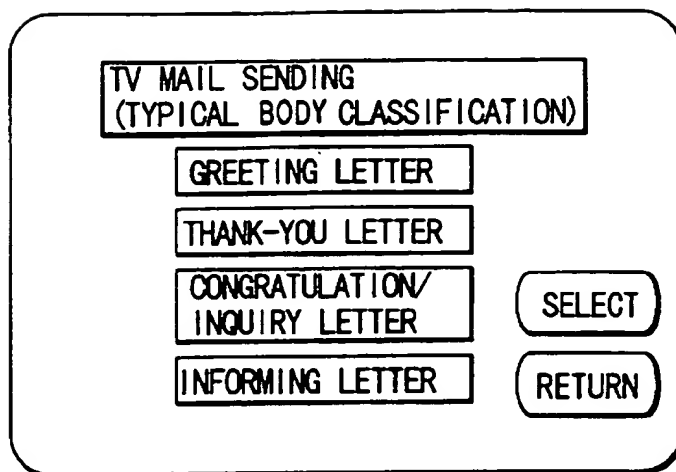 TV MAIL SENDING
(TYPICAL BODY CLASSIFICATION)
GREETING LETTER
THANK-YOU LETTER
CONGRATULATION/
INQUIRY LETTER
INFORMING LETTER
SELECT
RETURN